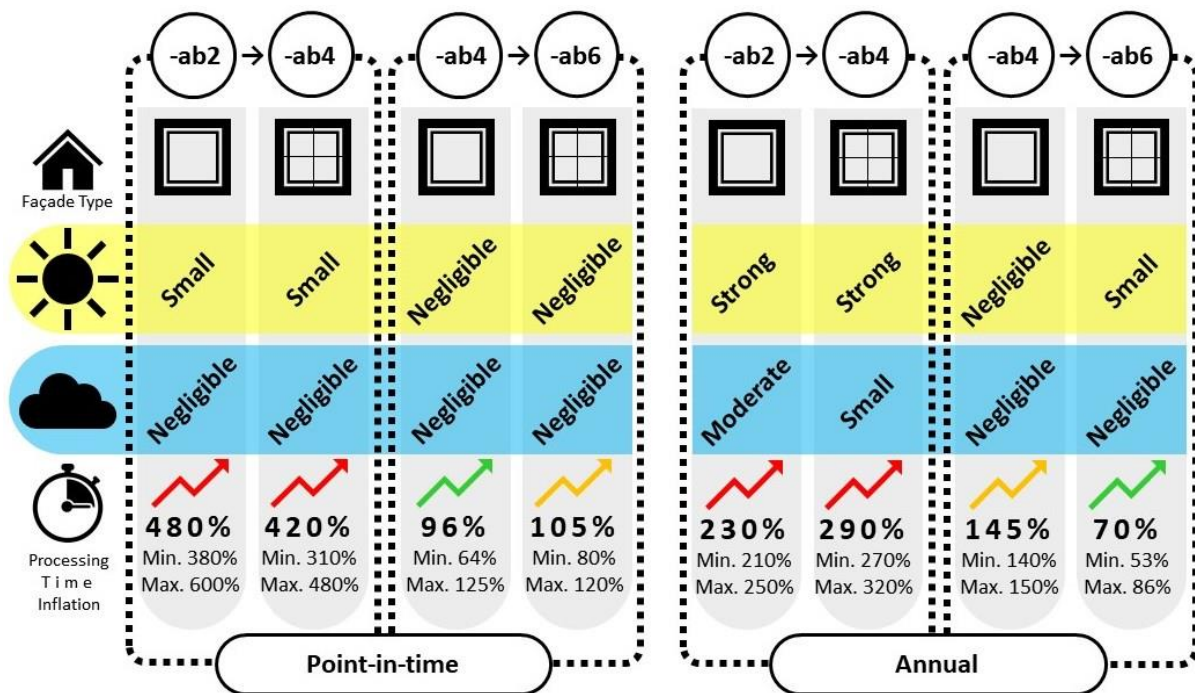 -ab2 → -ab4 -ab4 → -ab6 -ab2 → -ab4 -ab4 → -ab6
Façade Type
Small Small Negligible Negligible Strong Strong Negligible Small
Negligible Negligible Negligible Negligible Moderate Small Negligible Negligible
480% 420% 96% 105% 230% 290% 145% 70%
Processing Min. 380% Min. 310% Min. 64% Min. 80% Min. 210% Min. 270% Min. 140% Min. 53%
Time Max. 600% Max. 480% Max. 125% Max. 120% Max. 250% Max. 320% Max. 150% Max. 86%
Inflation
Point-in-time Annual